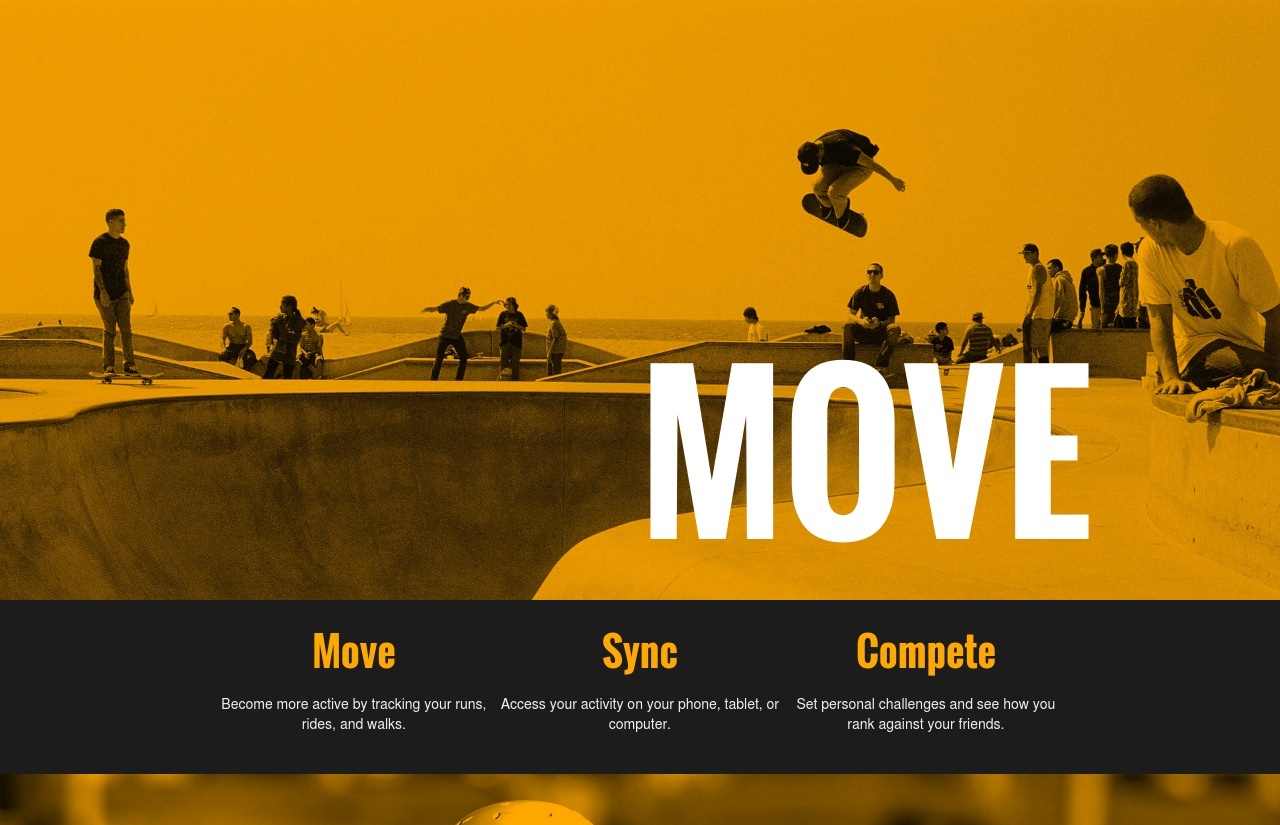 MOVE
Move
Become more active by tracking your runs,
rides, and walks.
Sync
Access your activity on your phone, tablet, or
computer.
Compete
Set personal challenges and see how you
rank against your friends.